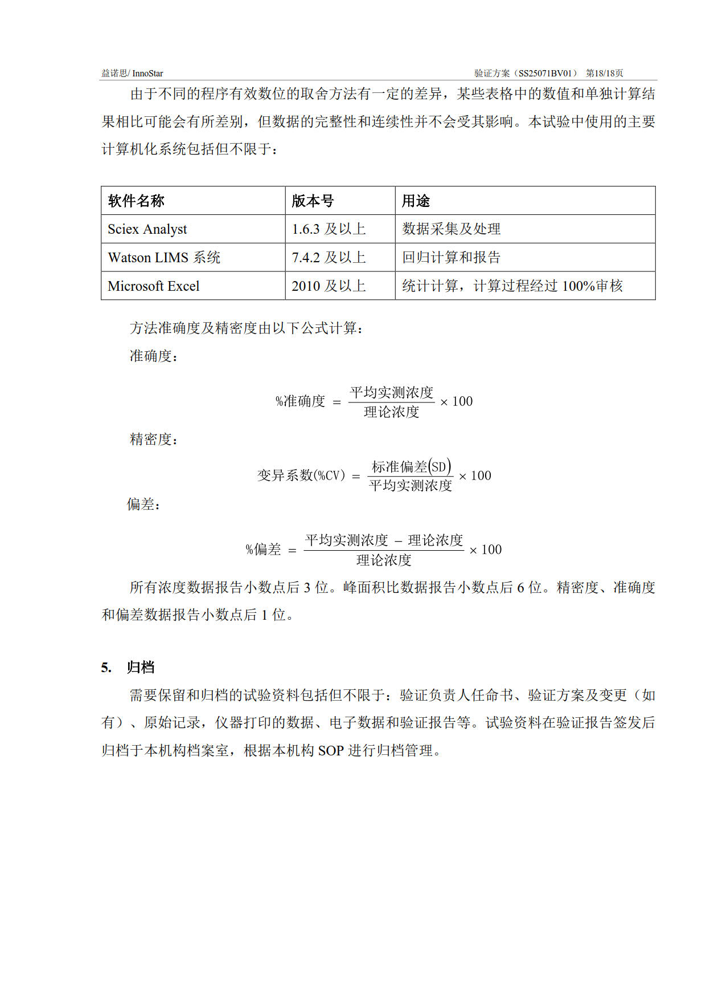 益诺思/ InnoStar 验证方案（SS25071BV01） 第18/18页
由于不同的程序有效数位的取舍方法有一定的差异，某些表格中的数值和单独计算结
果相比可能会有所差别，但数据的完整性和连续性并不会受其影响。本试验中使用的主要
计算机化系统包括但不限于：
软件名称 版本号 用途
Sciex Analyst 1.6.3 及以上 数据采集及处理
Watson LIMS 系统 7.4.2 及以上 回归计算和报告
Microsoft Excel 2010 及以上 统计计算，计算过程经过 100%审核
方法准确度及精密度由以下公式计算：
准确度：
%准确度 = 平均实测浓度 / 理论浓度 × 100
精密度：
变异系数(%CV) = 标准偏差(SD) / 平均实测浓度 × 100
偏差：
%偏差 = 平均实测浓度 − 理论浓度 / 理论浓度 × 100
所有浓度数据报告小数点后 3 位。峰面积比数据报告小数点后 6 位。精密度、准确度
和偏差数据报告小数点后 1 位。
5. 归档
需要保留和归档的试验资料包括但不限于：验证负责人任命书、验证方案及变更（如
有）、原始记录，仪器打印的数据、电子数据和验证报告等。试验资料在验证报告签发后
归档于本机构档案室，根据本机构 SOP 进行归档管理。